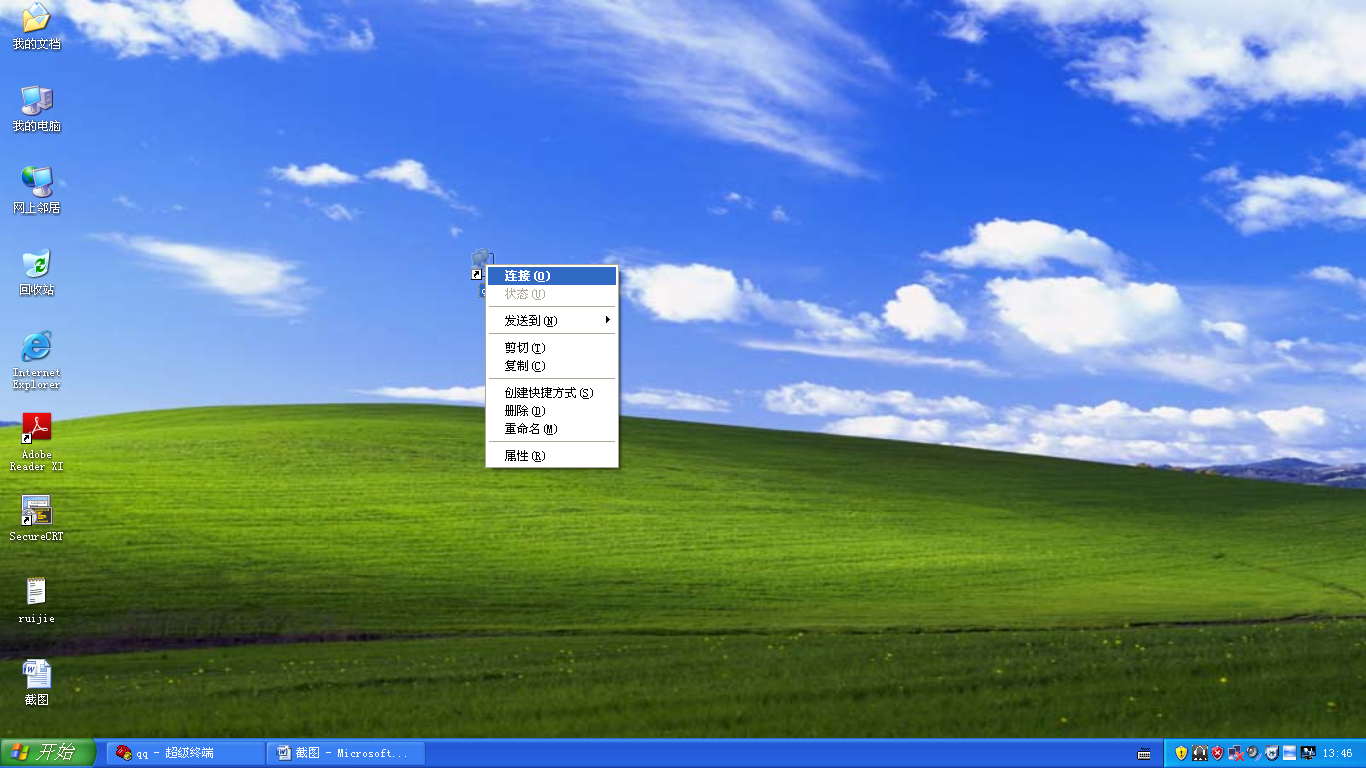 我的文档
我的电脑
网上邻居
回收站
Internet
Explorer
Adobe
Reader XI
SecureCRT
ruijie
截图
连接(O)
状态(U)
发送到(N)
剪切(T)
复制(C)
创建快捷方式(S)
删除(D)
重命名(M)
属性(R)
开始
qq - 超级终端
截图 - Microsoft...
13:46